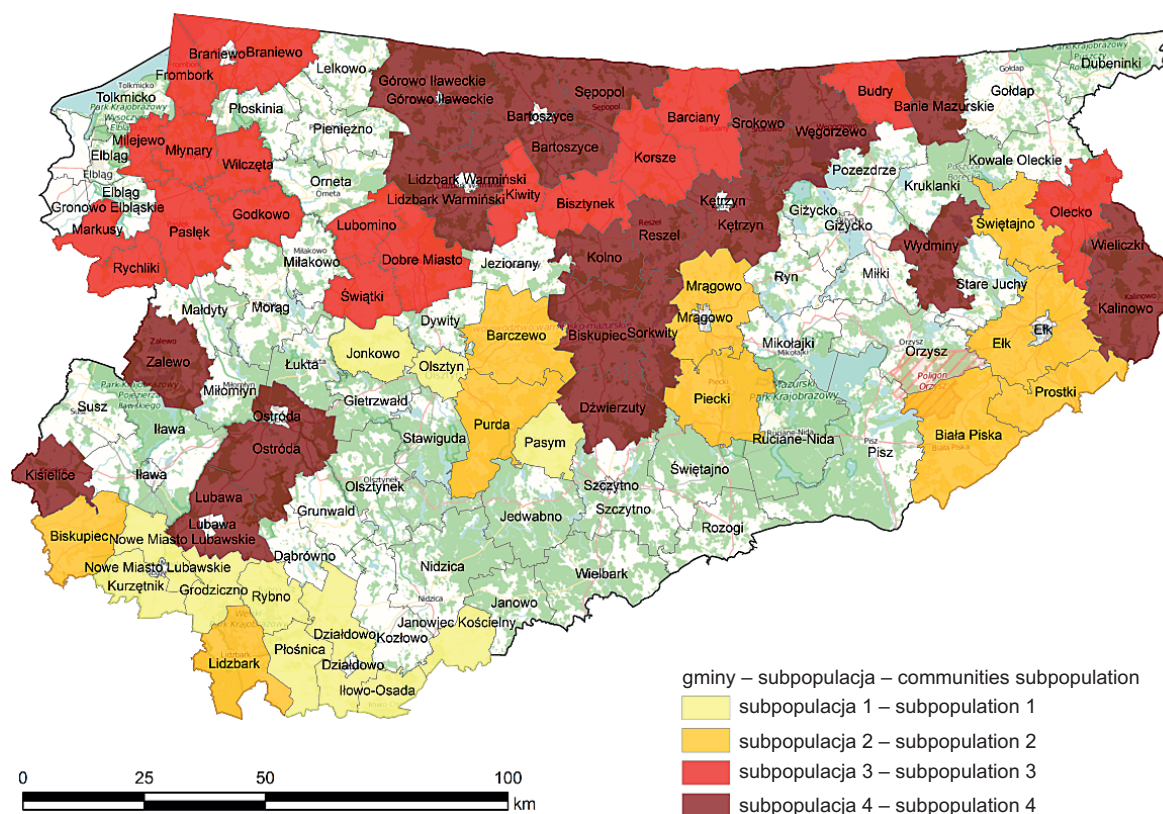 Braniewo
Braniewo
Frombork
Lelkowo
Dubeninki
Gołdap
Tolkmicko
Płoskinia
Górowo Iławeckie
Górowo Iławeckie
Sępopol
Budry
Banie Mazurskie
Bartoszyce
Barciany
Srokowo
Węgorzewo
Milejewo
Młynary
Pieniężno
Bartoszyce
Korsze
Elbląg
Wilczęta
Kowale Oleckie
Pozezdrze
Orneta
Lidzbark Warmiński
Lidzbark Warmiński
Kiwity
Kruklanki
Elbląg
Gronowo Elbląskie
Godkowo
Bisztynek
Kętrzyn
Giżycko
Giżycko
Świętajno
Olecko
Markusy
Pasłęk
Lubomino
Reszel
Kętrzyn
Wydminy
Wieliczki
Rychliki
Miłakowo
Dobre Miasto
Jeziorany
Kolno
Ryn
Miłki
Stare Juchy
Świątki
Mrągowo
Kalinowo
Małdyty
Morąg
Dywity
Barczewo
Mrągowo
Biskupiec
Sorkwity
Mikołajki
Orzysz
Ełk
Ełk
Zalewo
Jonkowo
Olsztyn
Łukta
Miłomłyn
Gietrzwałd
Piecki
Prostki
Susz
Ostróda
Dźwierzuty
Iława
Purda
Stawiguda
Ostróda
Pasym
Ruciane-Nida
Biała Piska
Pisz
Kisielice
Iława
Świętajno
Olsztynek
Szczytno
Lubawa
Grunwald
Jedwabno
Szczytno
Rozogi
Biskupiec
Lubawa
Nowe Miasto Lubawskie
Dąbrówno
Nowe Miasto Lubawskie
Nidzica
Wielbark
Kurzętnik
Grodziczno
Rybno
Janowo
Janowiec Kościelny
Działdowo
Kozłowo
Lidzbark
Płośnica
Działdowo
Iłowo-Osada
gminy – subpopulacja – communities subpopulation
subpopulacja 1 – subpopulation 1
subpopulacja 2 – subpopulation 2
subpopulacja 3 – subpopulation 3
subpopulacja 4 – subpopulation 4
0 25 50 100
km